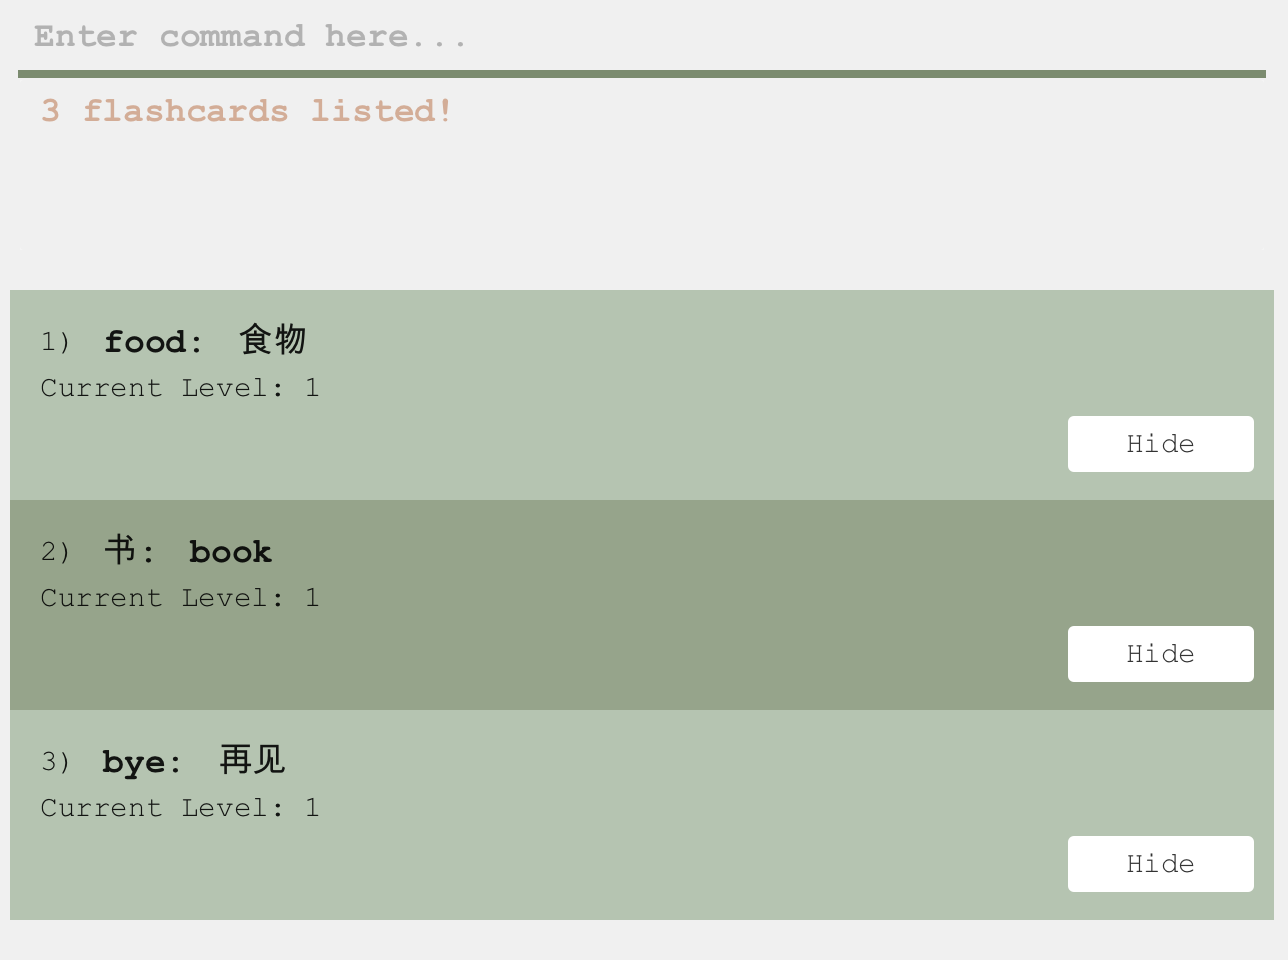 Enter command here...
3 flashcards listed!
1) food: 食物
Current Level: 1
Hide
2) 书: book
Current Level: 1
Hide
3) bye: 再见
Current Level: 1
Hide